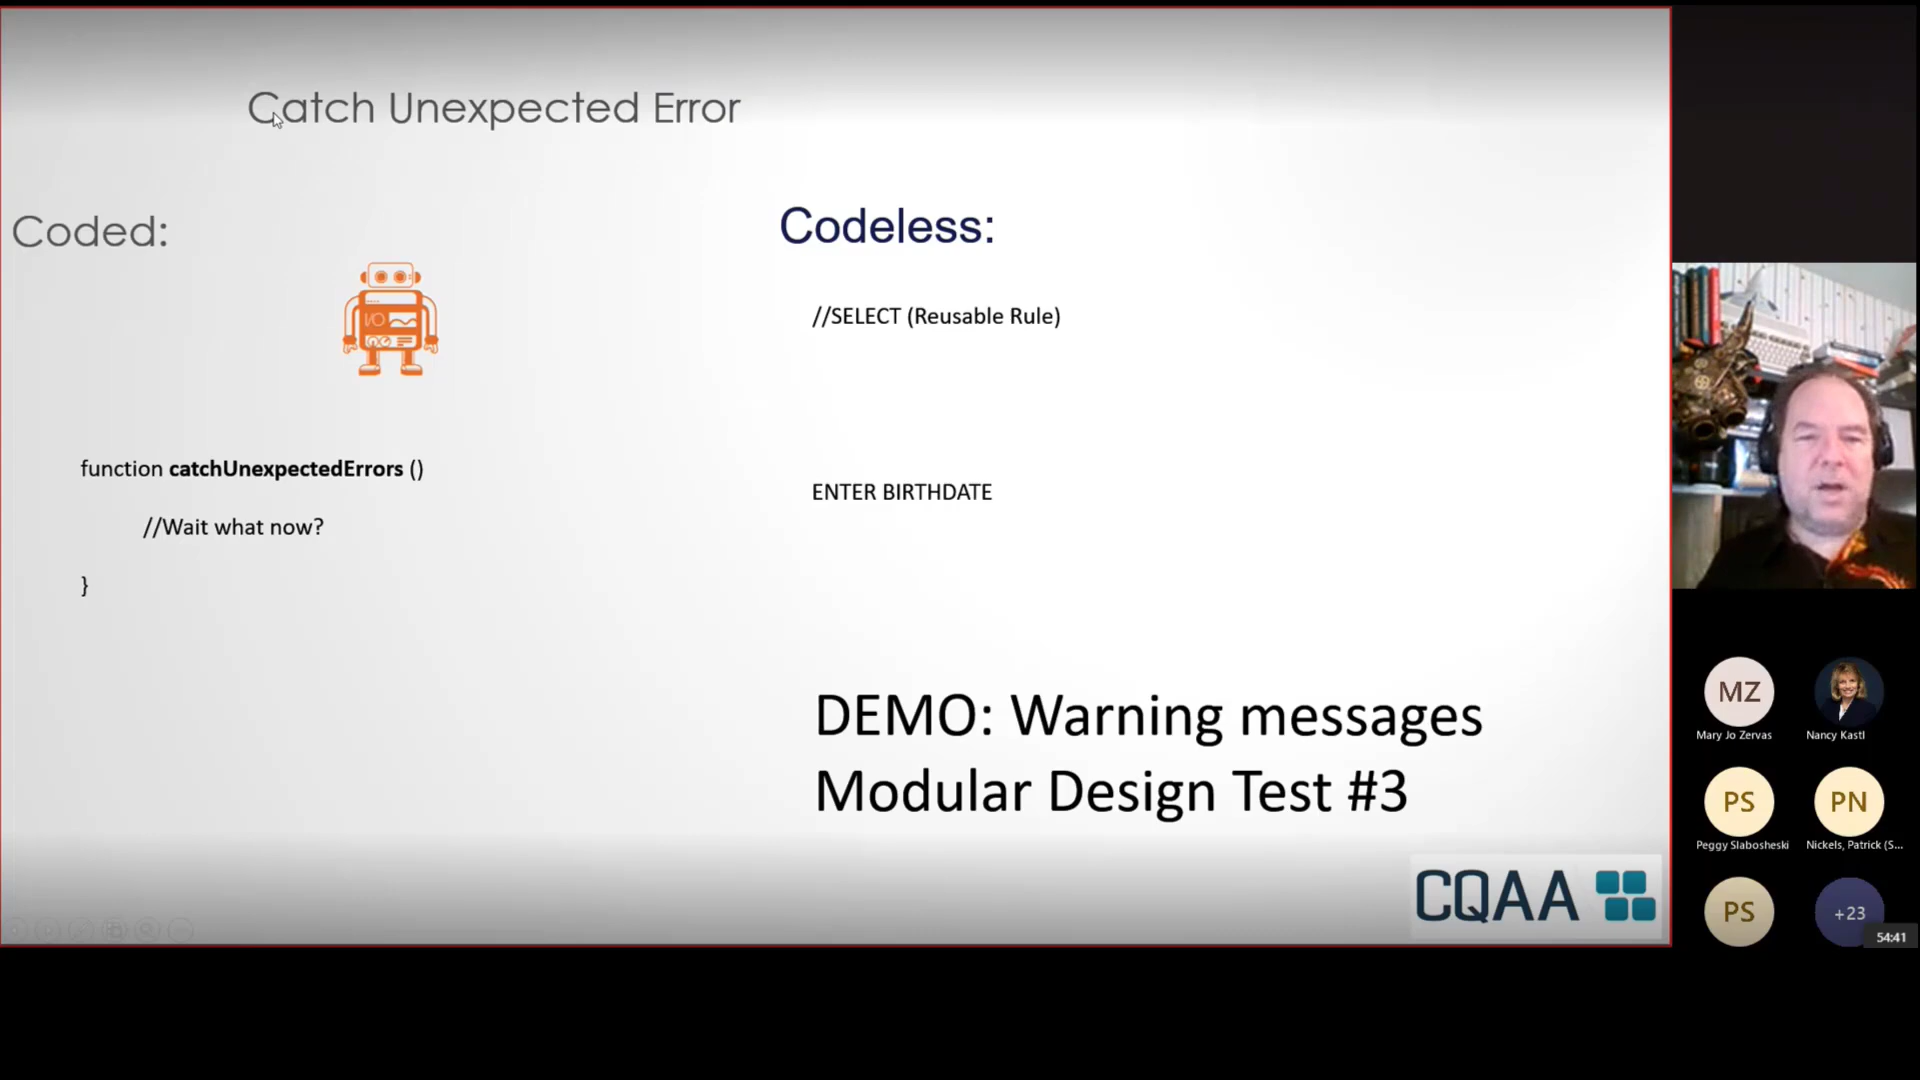 Catch Unexpected Error
Coded:
I/O
function catchUnexpectedErrors ()
//Wait what now?
}
Codeless:
//SELECT (Reusable Rule)
ENTER BIRTHDATE
DEMO: Warning messages
Modular Design Test #3
CQAA
MZ
Mary Jo Zervas
Nancy Kastl
PS
Peggy Slabosheski
PN
Nickels, Patrick (S...
PS
+23
54:41